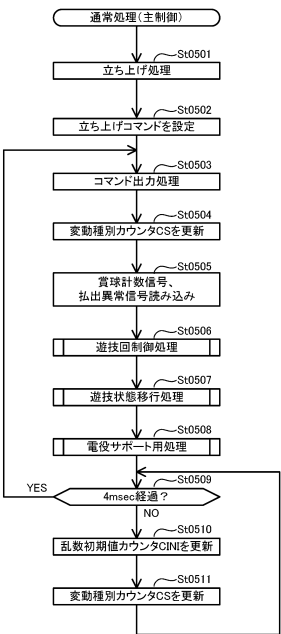 通常処理(主制御)
St0501
立ち上げ処理
St0502
立ち上げコマンドを設定
St0503
コマンド出力処理
St0504
変動種別カウンタCSを更新
St0505
賞球計数信号、
払出異常信号読み込み
St0506
遊技回制御処理
St0507
遊技状態移行処理
St0508
電役サポート用処理
St0509
YES
4msec経過?
NO
St0510
乱数初期値カウンタCINIを更新
St0511
変動種別カウンタCSを更新